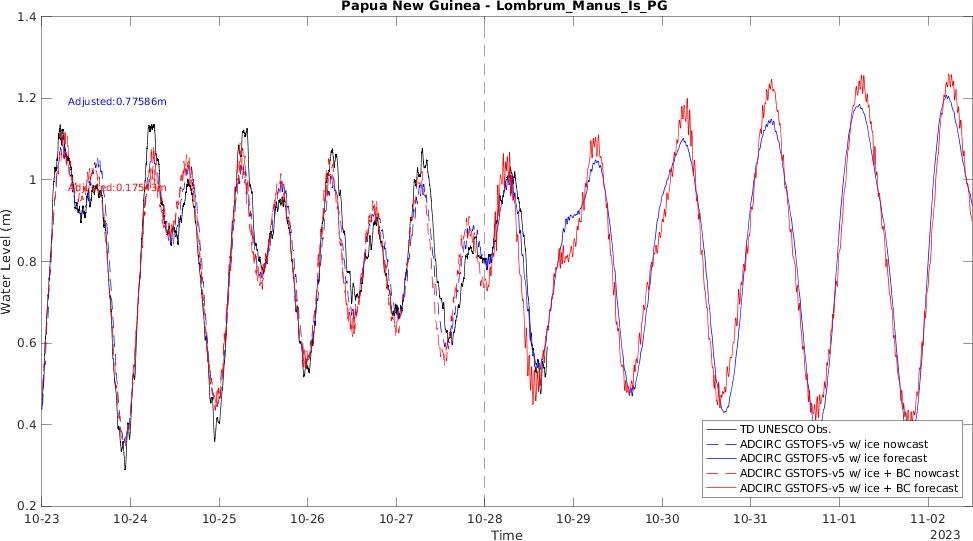 Papua New Guinea - Lombrum_Manus_Is_PG
1.4
1.2
1
0.8
0.6
0.4
0.2
Water Level (m)
Adjusted:0.77586m
TD UNESCO Obs.
ADCIRC GSTOFS-v5 w/ ice nowcast
ADCIRC GSTOFS-v5 w/ ice forecast
ADCIRC GSTOFS-v5 w/ ice + BC nowcast
ADCIRC GSTOFS-v5 w/ ice + BC forecast
10-23
10-24
10-25
10-26
10-27
10-28
10-29
10-30
10-31
11-01
11-02
Time
2023